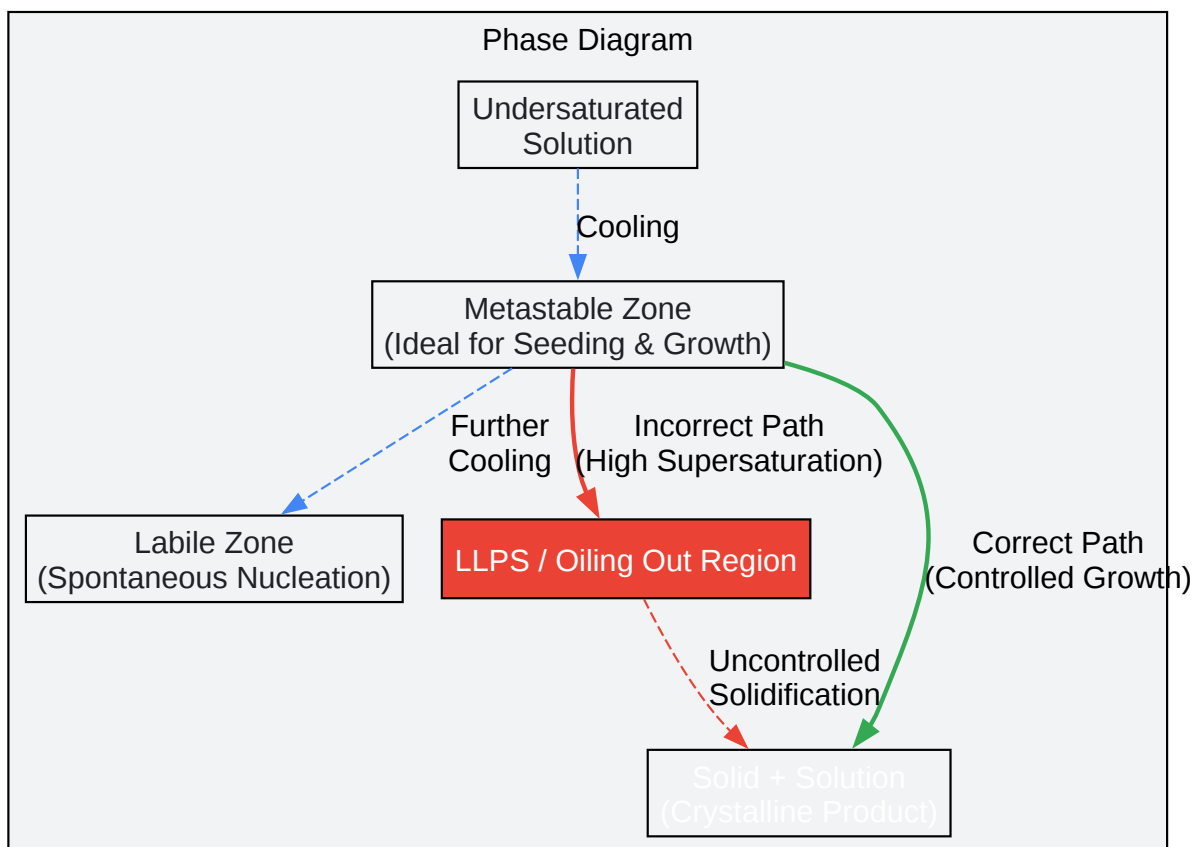 Phase Diagram
Undersaturated
Solution
Cooling
Metastable Zone
(Ideal for Seeding & Growth)
Further
Cooling
Incorrect Path
(High Supersaturation)
Labile Zone
(Spontaneous Nucleation)
LLPS / Oiling Out Region
Correct Path
(Controlled Growth)
Uncontrolled
Solidification
Solid + Solution
(Crystalline Product)